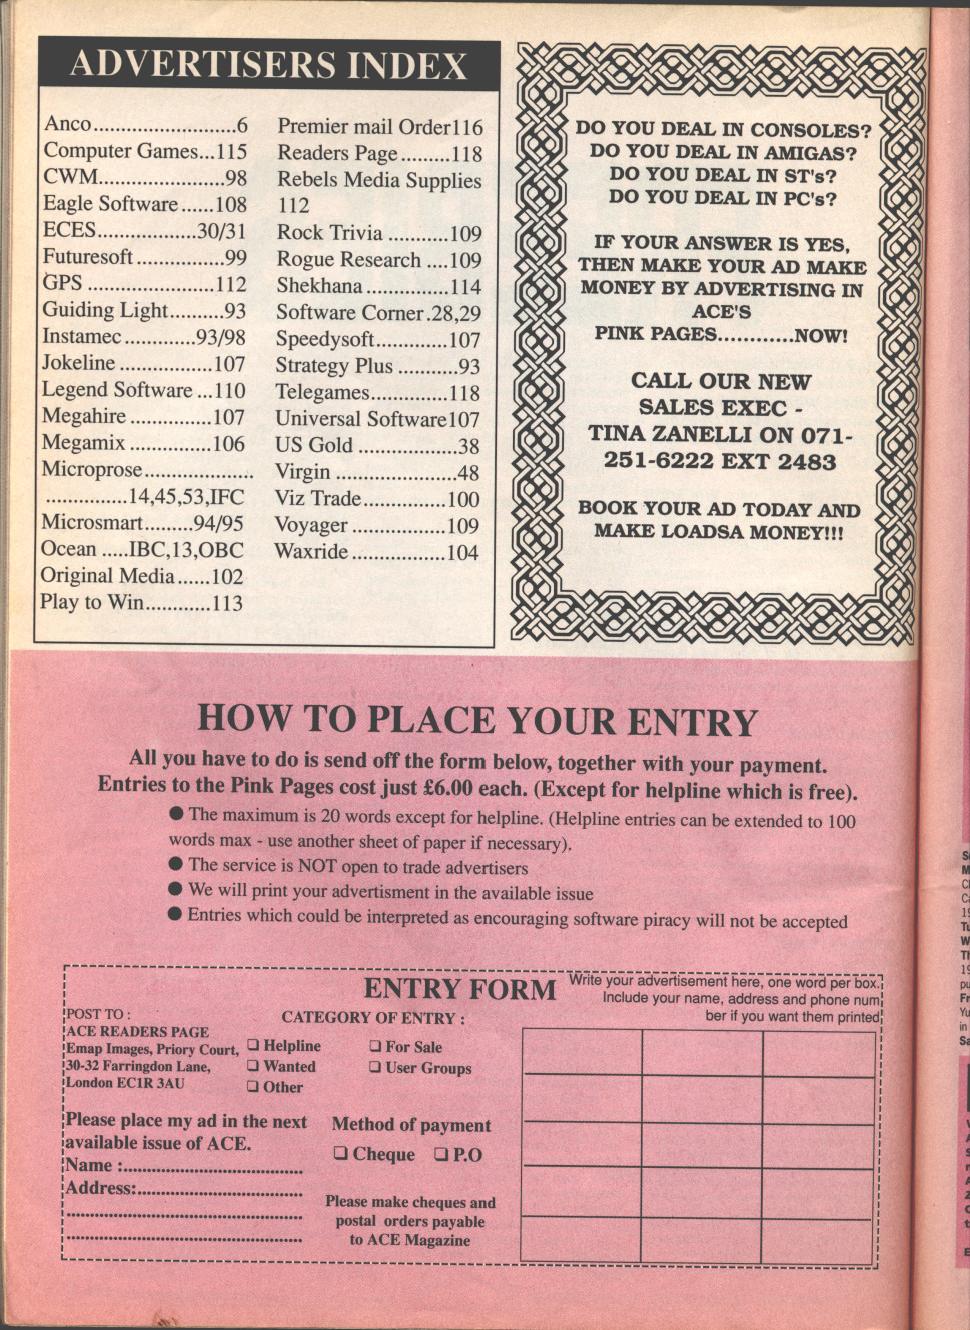 ADVERTISERS INDEX
Anco..........................6
Computer Games...115
CWM.......................98
Eagle Software......108
ECES.......................30/31
Futuresoft................99
GPS .......................112
Guiding Light..........93
Instamec.............93/98
Jokeline .................107
Legend Software ...110
Megahire ...............107
Megamix ...............106
Microprose....................
...............14,45,53,IFC
Microsmart.........94/95
Ocean .....IBC,13,OBC
Original Media......102
Play to Win............113
Premier mail Order116
Readers Page .........118
Rebels Media Supplies
112
Rock Trivia ...........109
Rogue Research ....109
Shekhana ...............114
Software Corner.28,29
Speedysoft.............107
Strategy Plus ...........93
Telegames..............118
Universal Software107
US Gold ..................38
Virgin ......................48
Viz Trade...............100
Voyager .................109
Waxride.................104
DO YOU DEAL IN CONSOLES?
DO YOU DEAL IN AMIGAS?
DO YOU DEAL IN ST's?
DO YOU DEAL IN PC's?
IF YOUR ANSWER IS YES,
THEN MAKE YOUR AD MAKE
MONEY BY ADVERTISING IN
ACE'S
PINK PAGES............NOW!
CALL OUR NEW
SALES EXEC -
TINA ZANELLI ON 071-
251-6222 EXT 2483
BOOK YOUR AD TODAY AND
MAKE LOADSA MONEY!!!
HOW TO PLACE YOUR ENTRY
All you have to do is send off the form below, together with your payment.
Entries to the Pink Pages cost just £6.00 each. (Except for helpline which is free).
● The maximum is 20 words except for helpline. (Helpline entries can be extended to 100
words max - use another sheet of paper if necessary).
● The service is NOT open to trade advertisers
● We will print your advertisment in the available issue
● Entries which could be interpreted as encouraging software piracy will not be accepted
ENTRY FORM
Write your advertisement here, one word per box.
Include your name, address and phone num
ber if you want them printed
POST TO :
ACE READERS PAGE
Emap Images, Priory Court,
30-32 Farringdon Lane,
London EC1R 3AU
CATEGORY OF ENTRY :
❑ Helpline
❑ For Sale
❑ Wanted
❑ User Groups
❑ Other
Please place my ad in the next
available issue of ACE.
Name :.......................................
Address:....................................
.................................................
.................................................
Method of payment
❑ Cheque ❑ P.O
Please make cheques and
postal orders payable
to ACE Magazine